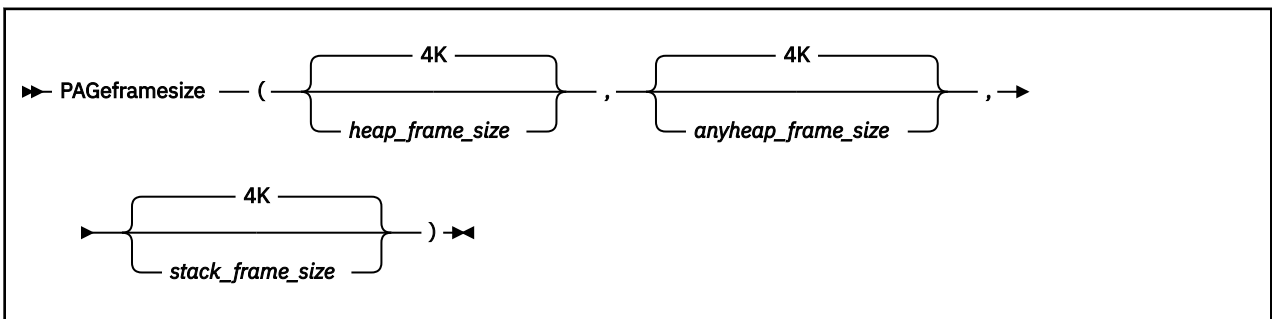 4K 4K
PAGeframesize ( , ,
heap_frame_size anyheap_frame_size
4K
)
stack_frame_size